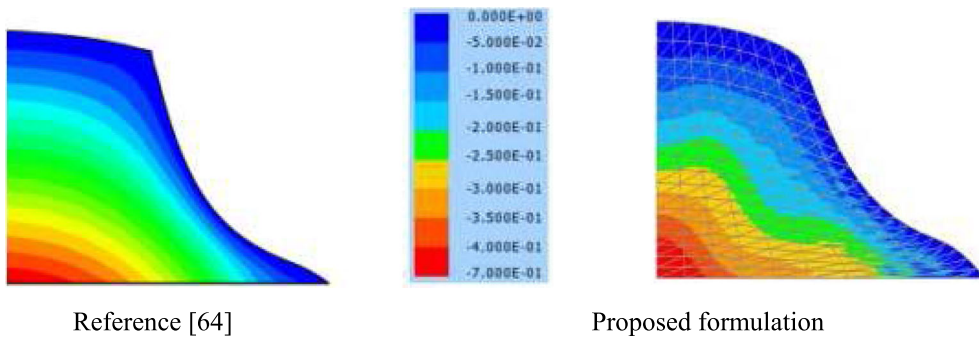 0.000E+00
-5.000E-02
-1.000E-01
-1.500E-01
-2.000E-01
-2.500E-01
-3.000E-01
-3.500E-01
-4.000E-01
-7.000E-01
Reference [64]
Proposed formulation